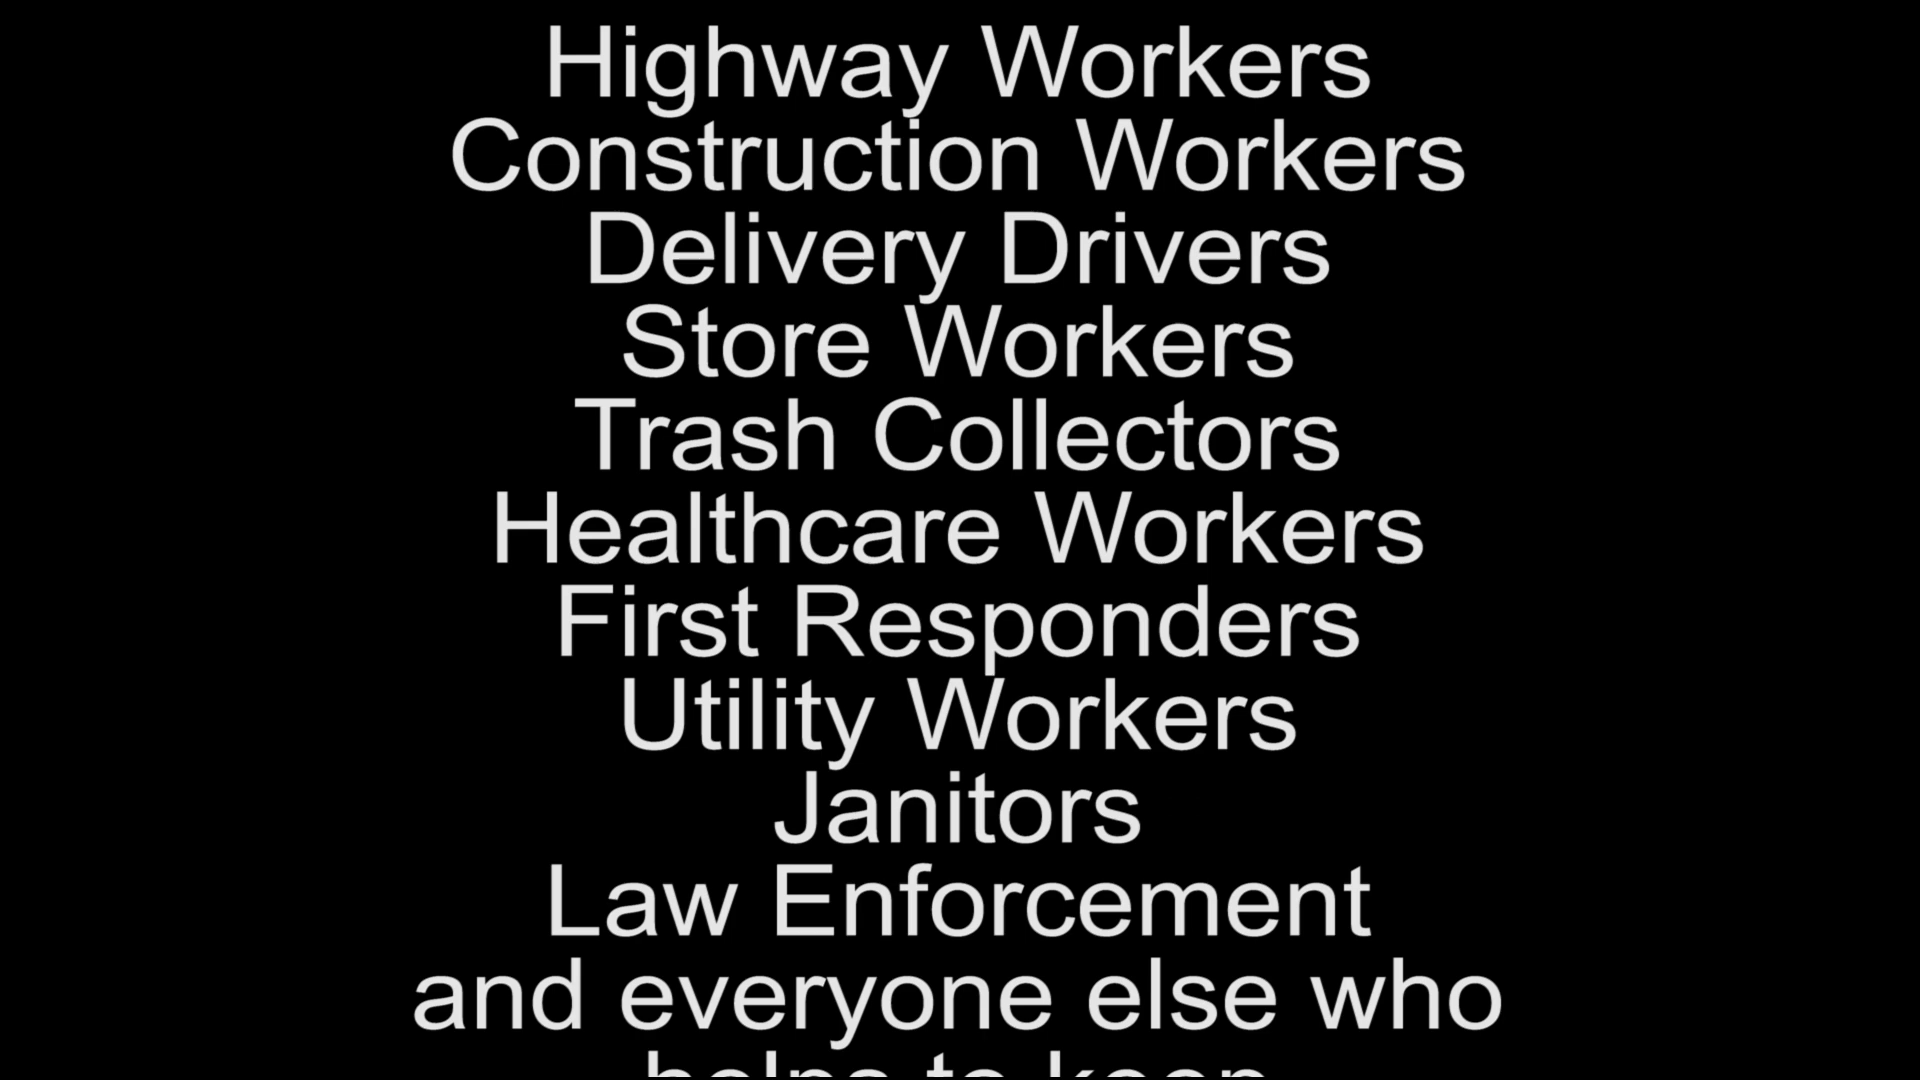 Highway Workers
Construction Workers
Delivery Drivers
Store Workers
Trash Collectors
Healthcare Workers
First Responders
Utility Workers
Janitors
Law Enforcement
and everyone else who
helps to keep